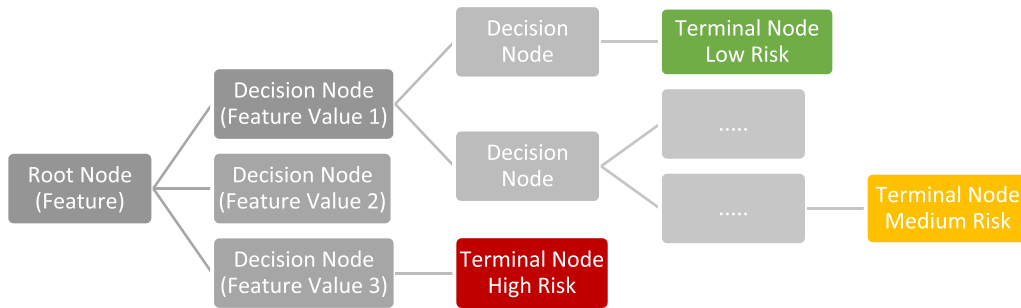 Root Node
(Feature)
Decision Node
(Feature Value 1)
Decision Node
(Feature Value 2)
Decision Node
(Feature Value 3)
Decision
Node
Decision
Node
Terminal Node
High Risk
Terminal Node
Low Risk
.....
.....
Terminal Node
Medium Risk